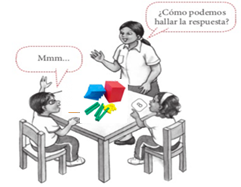 ¿Cómo podemos
hallar la respuesta?
Mmm...